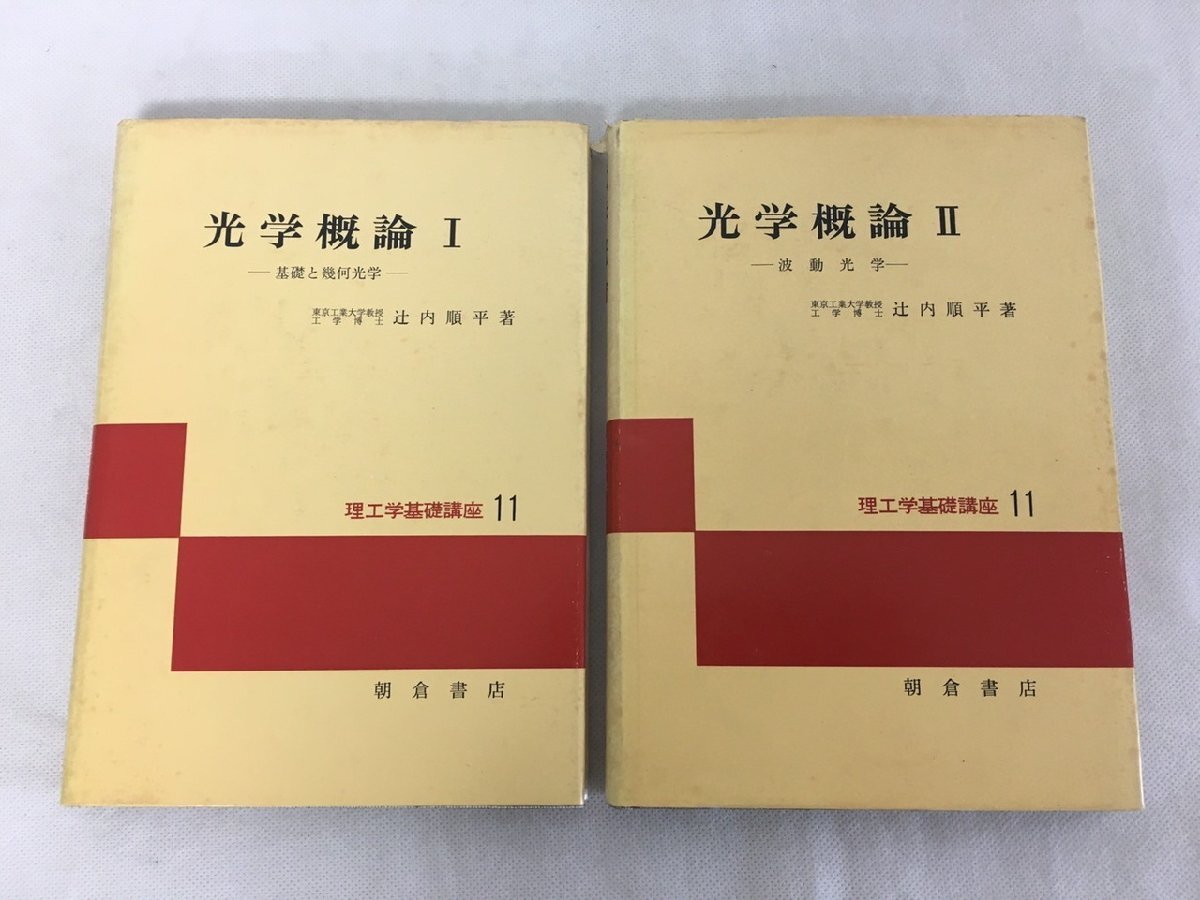 光学概論 I
―基礎と幾何光学―
東京工業大学教授
工学博士
辻内順平著
理工学基礎講座 11
朝倉書店
光学概論 II
―波動光学―
東京工業大学教授
工学博士
辻内順平著
理工学基礎講座 11
朝倉書店